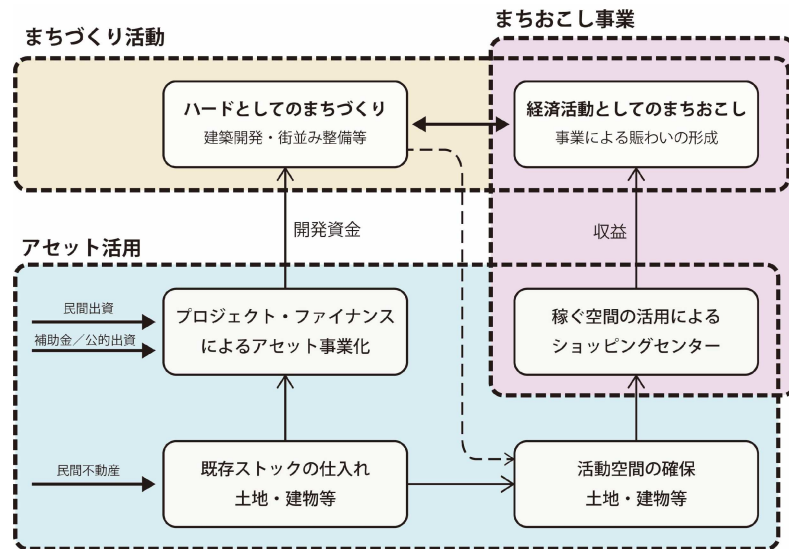 まちおこし事業
まちづくり活動
ハードとしてのまちづくり
建築開発・街並み整備等
経済活動としてのまちおこし
事業による賑わいの形成
開発資金
収益
アセット活用
民間出資
補助金／公的出資
プロジェクト・ファイナンス
によるアセット事業化
稼ぐ空間の活用による
ショッピングセンター
民間不動産
既存ストックの仕入れ
土地・建物等
活動空間の確保
土地・建物等